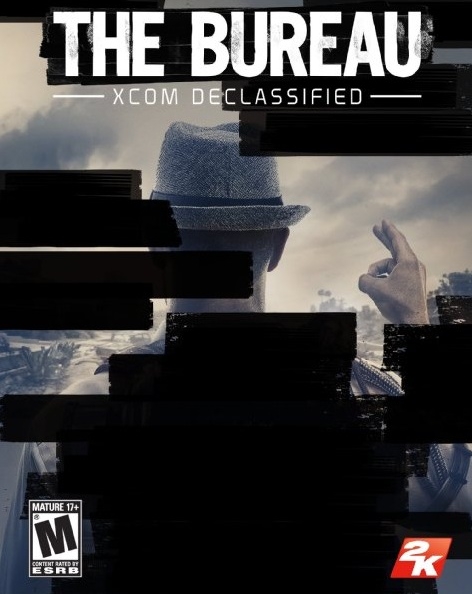 THE BUREAU
XCOM DECLASSIFIED
MATURE 17+
M
®
CONTENT RATED BY
ESRB
2K